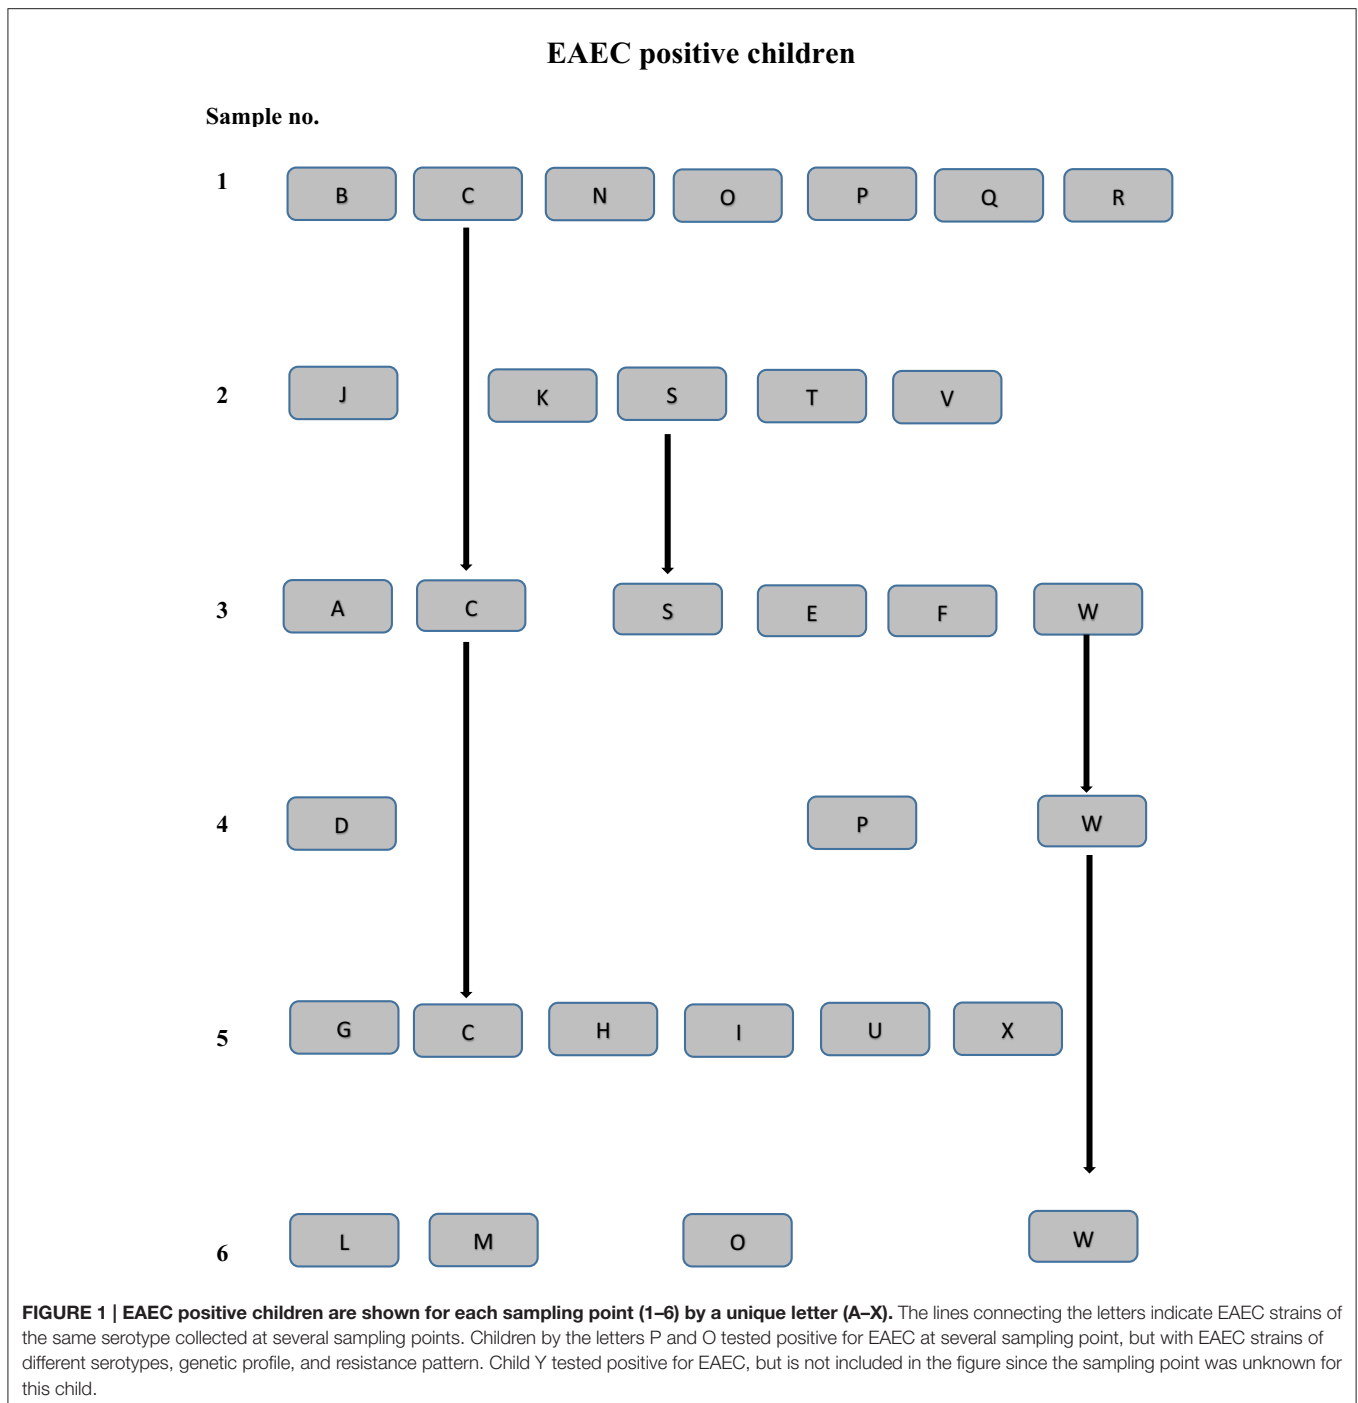 EAEC positive children
Sample no.
1 B C N O P Q R
2 J K S T V
3 A C S E F W
4 D P W
5 G C H I U X
6 L M O W
FIGURE 1 | EAEC positive children are shown for each sampling point (1–6) by a unique letter (A–X). The lines connecting the letters indicate EAEC strains of
the same serotype collected at several sampling points. Children by the letters P and O tested positive for EAEC at several sampling point, but with EAEC strains of
different serotypes, genetic profile, and resistance pattern. Child Y tested positive for EAEC, but is not included in the figure since the sampling point was unknown for
this child.